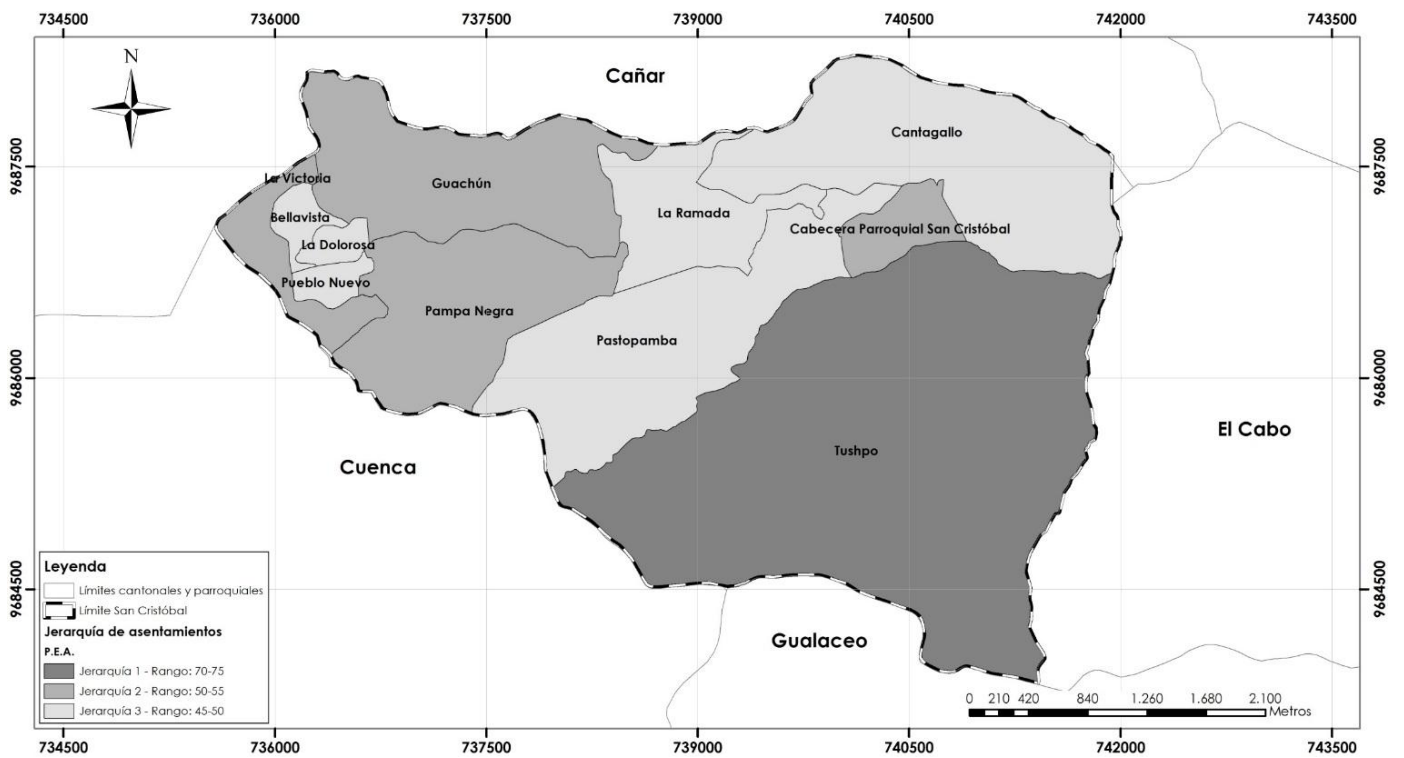 734500 736000 737500 739000 740500 742000 743500
N
Cañar
Cantagallo
9687500 9687500
La Victoria
Guachún
Bellavista
La Ramada
Cabecera Parroquial San Cristóbal
La Dolorosa
Pueblo Nuevo
Pampa Negra
Pastopamba
9686000 9686000
El Cabo
Tushpo
Cuenca
Leyenda
Límites cantonales y parroquiales
Límite San Cristóbal
Jerarquía de asentamientos
P.E.A.
Jerarquía 1 - Rango: 70-75
Jerarquía 2 - Rango: 50-55
Jerarquía 3 - Rango: 45-50
9684500 9684500
Gualaceo
0 210 420 840 1.260 1.680 2.100
Metros
734500 736000 737500 739000 740500 742000 743500